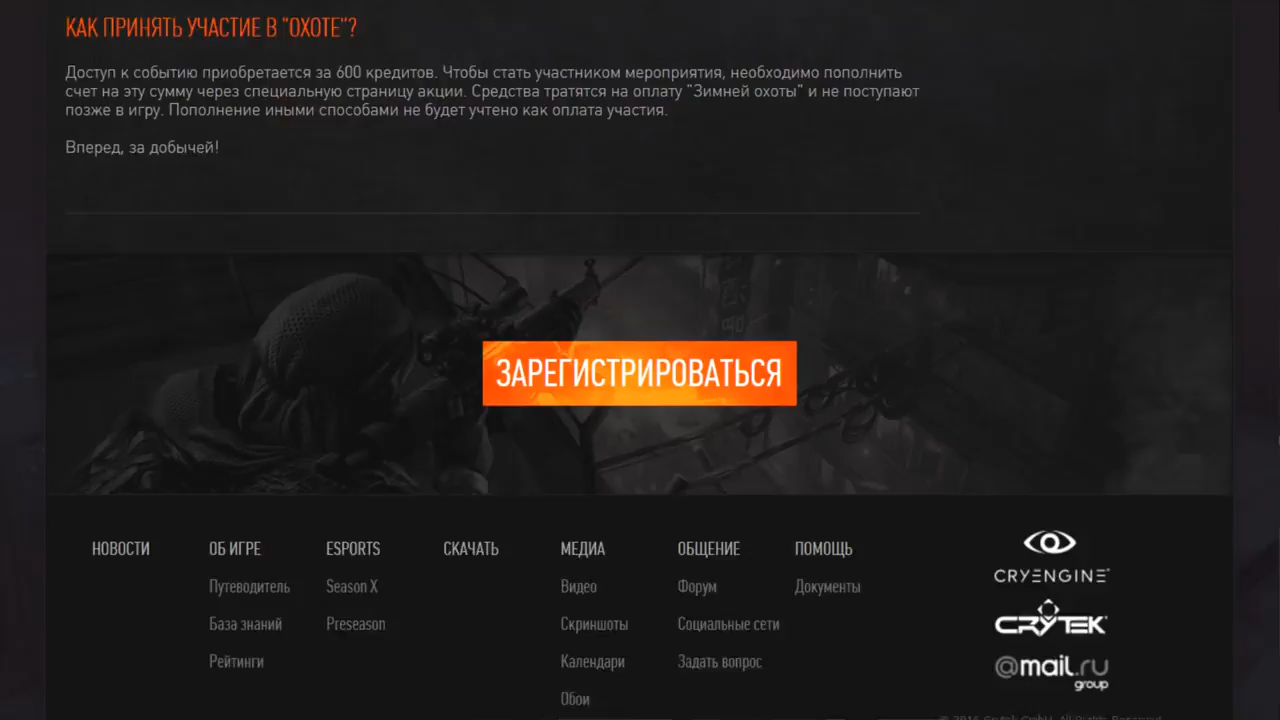 КАК ПРИНЯТЬ УЧАСТИЕ В "ОХОТЕ"?
Доступ к событию приобретается за 600 кредитов. Чтобы стать участником мероприятия, необходимо пополнить
счет на эту сумму через специальную страницу акции. Средства тратятся на оплату "Зимней охоты" и не поступают
позже в игру. Пополнение иными способами не будет учтено как оплата участия.
Вперед, за добычей!
ЗАРЕГИСТРИРОВАТЬСЯ
НОВОСТИ
ОБ ИГРЕ
Путеводитель
База знаний
Рейтинги
ESPORTS
Season X
Preseason
СКАЧАТЬ
МЕДИА
Видео
Скриншоты
Календари
Обои
ОБЩЕНИЕ
Форум
Социальные сети
Задать вопрос
ПОМОЩЬ
Документы
CRYENGINE®
CRYTEK
@mail.ru
group